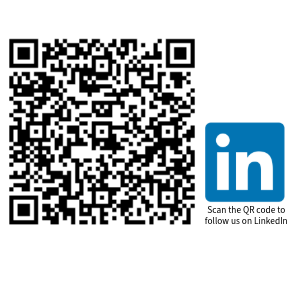 in
Scan the QR code to
follow us on LinkedIn